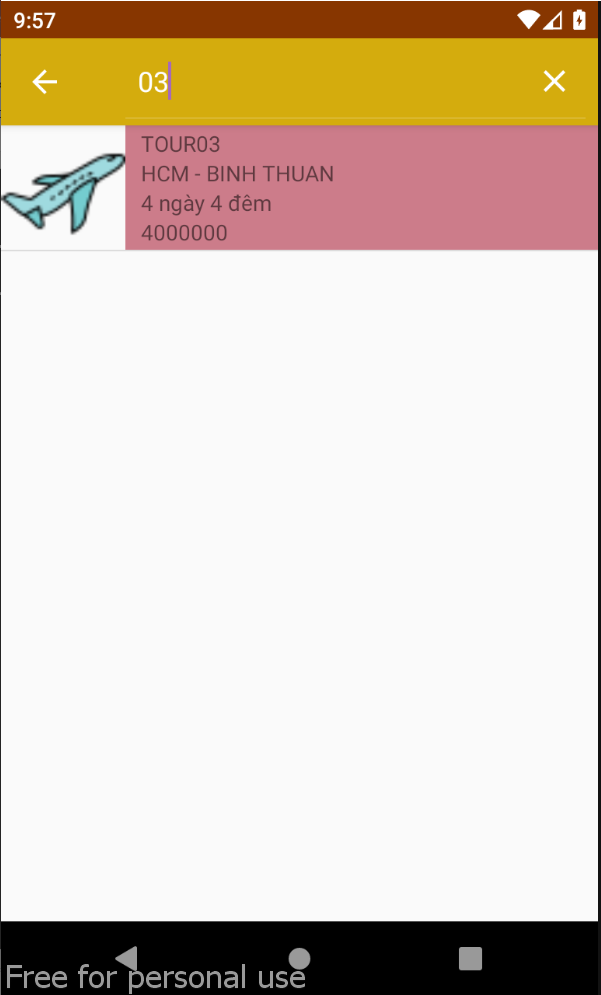 9:57
03
TOUR03
HCM - BINH THUAN
4 ngày 4 đêm
4000000
Free for personal use